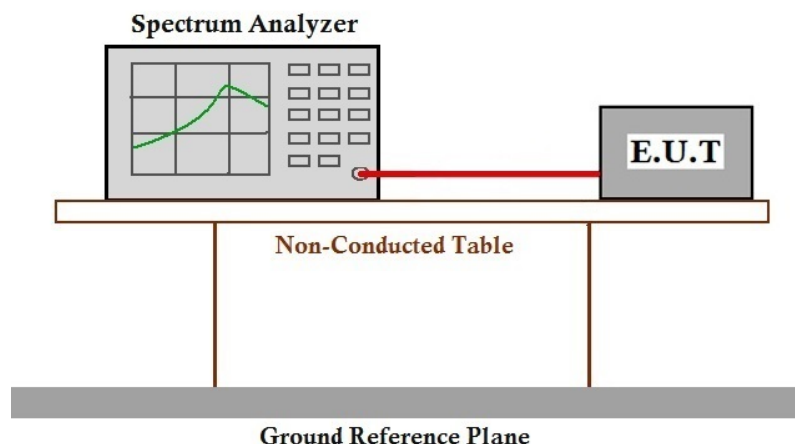 Spectrum Analyzer
E.U.T
Non-Conducted Table
Ground Reference Plane